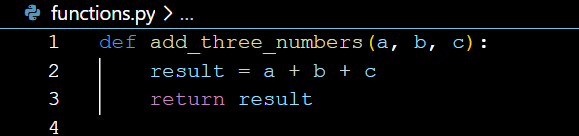 functions.py > ...
1 def add_three_numbers(a, b, c):
2     result = a + b + c
3     return result
4